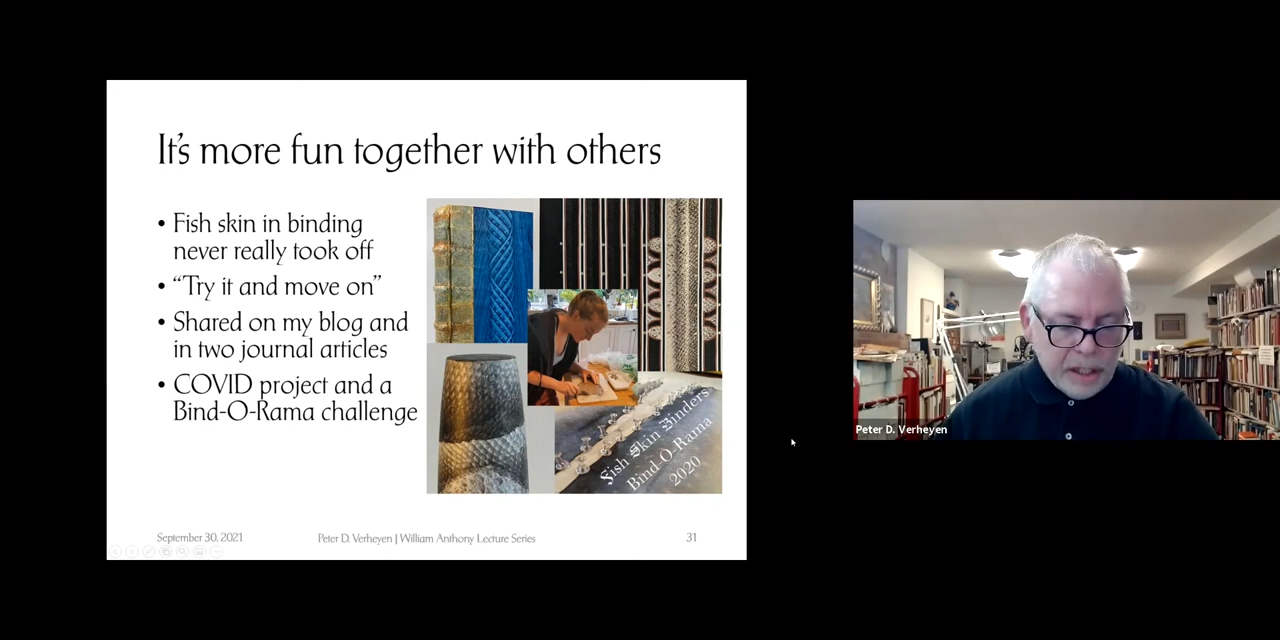 It's more fun together with others
• Fish skin in binding
never really took off
• “Try it and move on”
• Shared on my blog and
in two journal articles
• COVID project and a
Bind-O-Rama challenge
Fish Skin Binders
Bind-O-Rama
2020
September 30, 2021
Peter D. Verheyen | William Anthony Lecture Series
31
Peter D. Verheyen